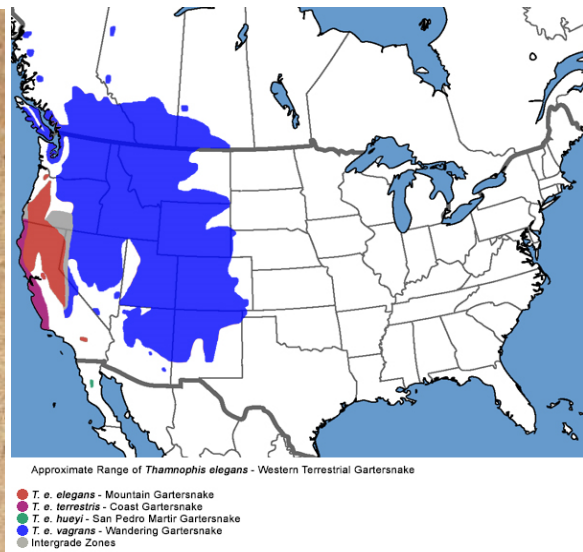 Approximate Range of Thamnophis elegans - Western Terrestrial Gartersnake
T. e. elegans - Mountain Gartersnake
T. e. terrestris - Coast Gartersnake
T. e. hueyi - San Pedro Martir Gartersnake
T. e. vagrans - Wandering Gartersnake
Intergrade Zones